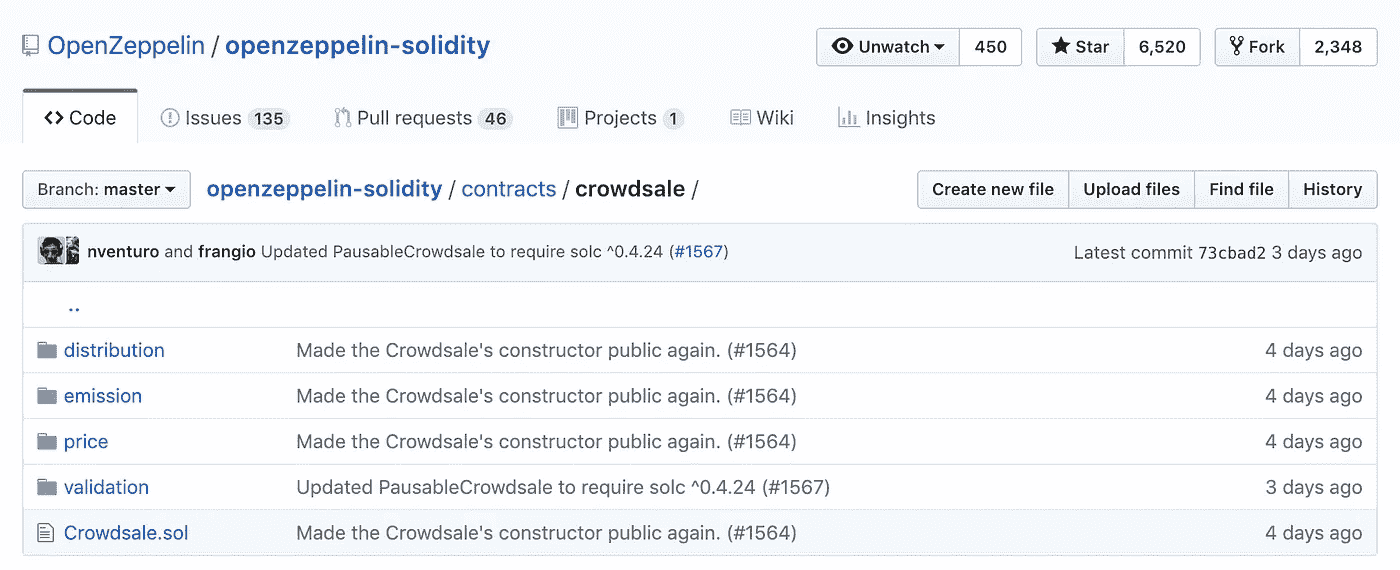 OpenZeppelin / openzeppelin-solidity Unwatch 450 Star 6,520 Fork 2,348
Code Issues 135 Pull requests 46 Projects 1 Wiki Insights
Branch: master openzeppelin-solidity / contracts / crowdsale / Create new file Upload files Find file History
nventuro and frangio Updated PausableCrowdsale to require solc ^0.4.24 (#1567) Latest commit 73cbad2 3 days ago
..
distribution Made the Crowdsale's constructor public again. (#1564) 4 days ago
emission Made the Crowdsale's constructor public again. (#1564) 4 days ago
price Made the Crowdsale's constructor public again. (#1564) 4 days ago
validation Updated PausableCrowdsale to require solc ^0.4.24 (#1567) 3 days ago
Crowdsale.sol Made the Crowdsale's constructor public again. (#1564) 4 days ago